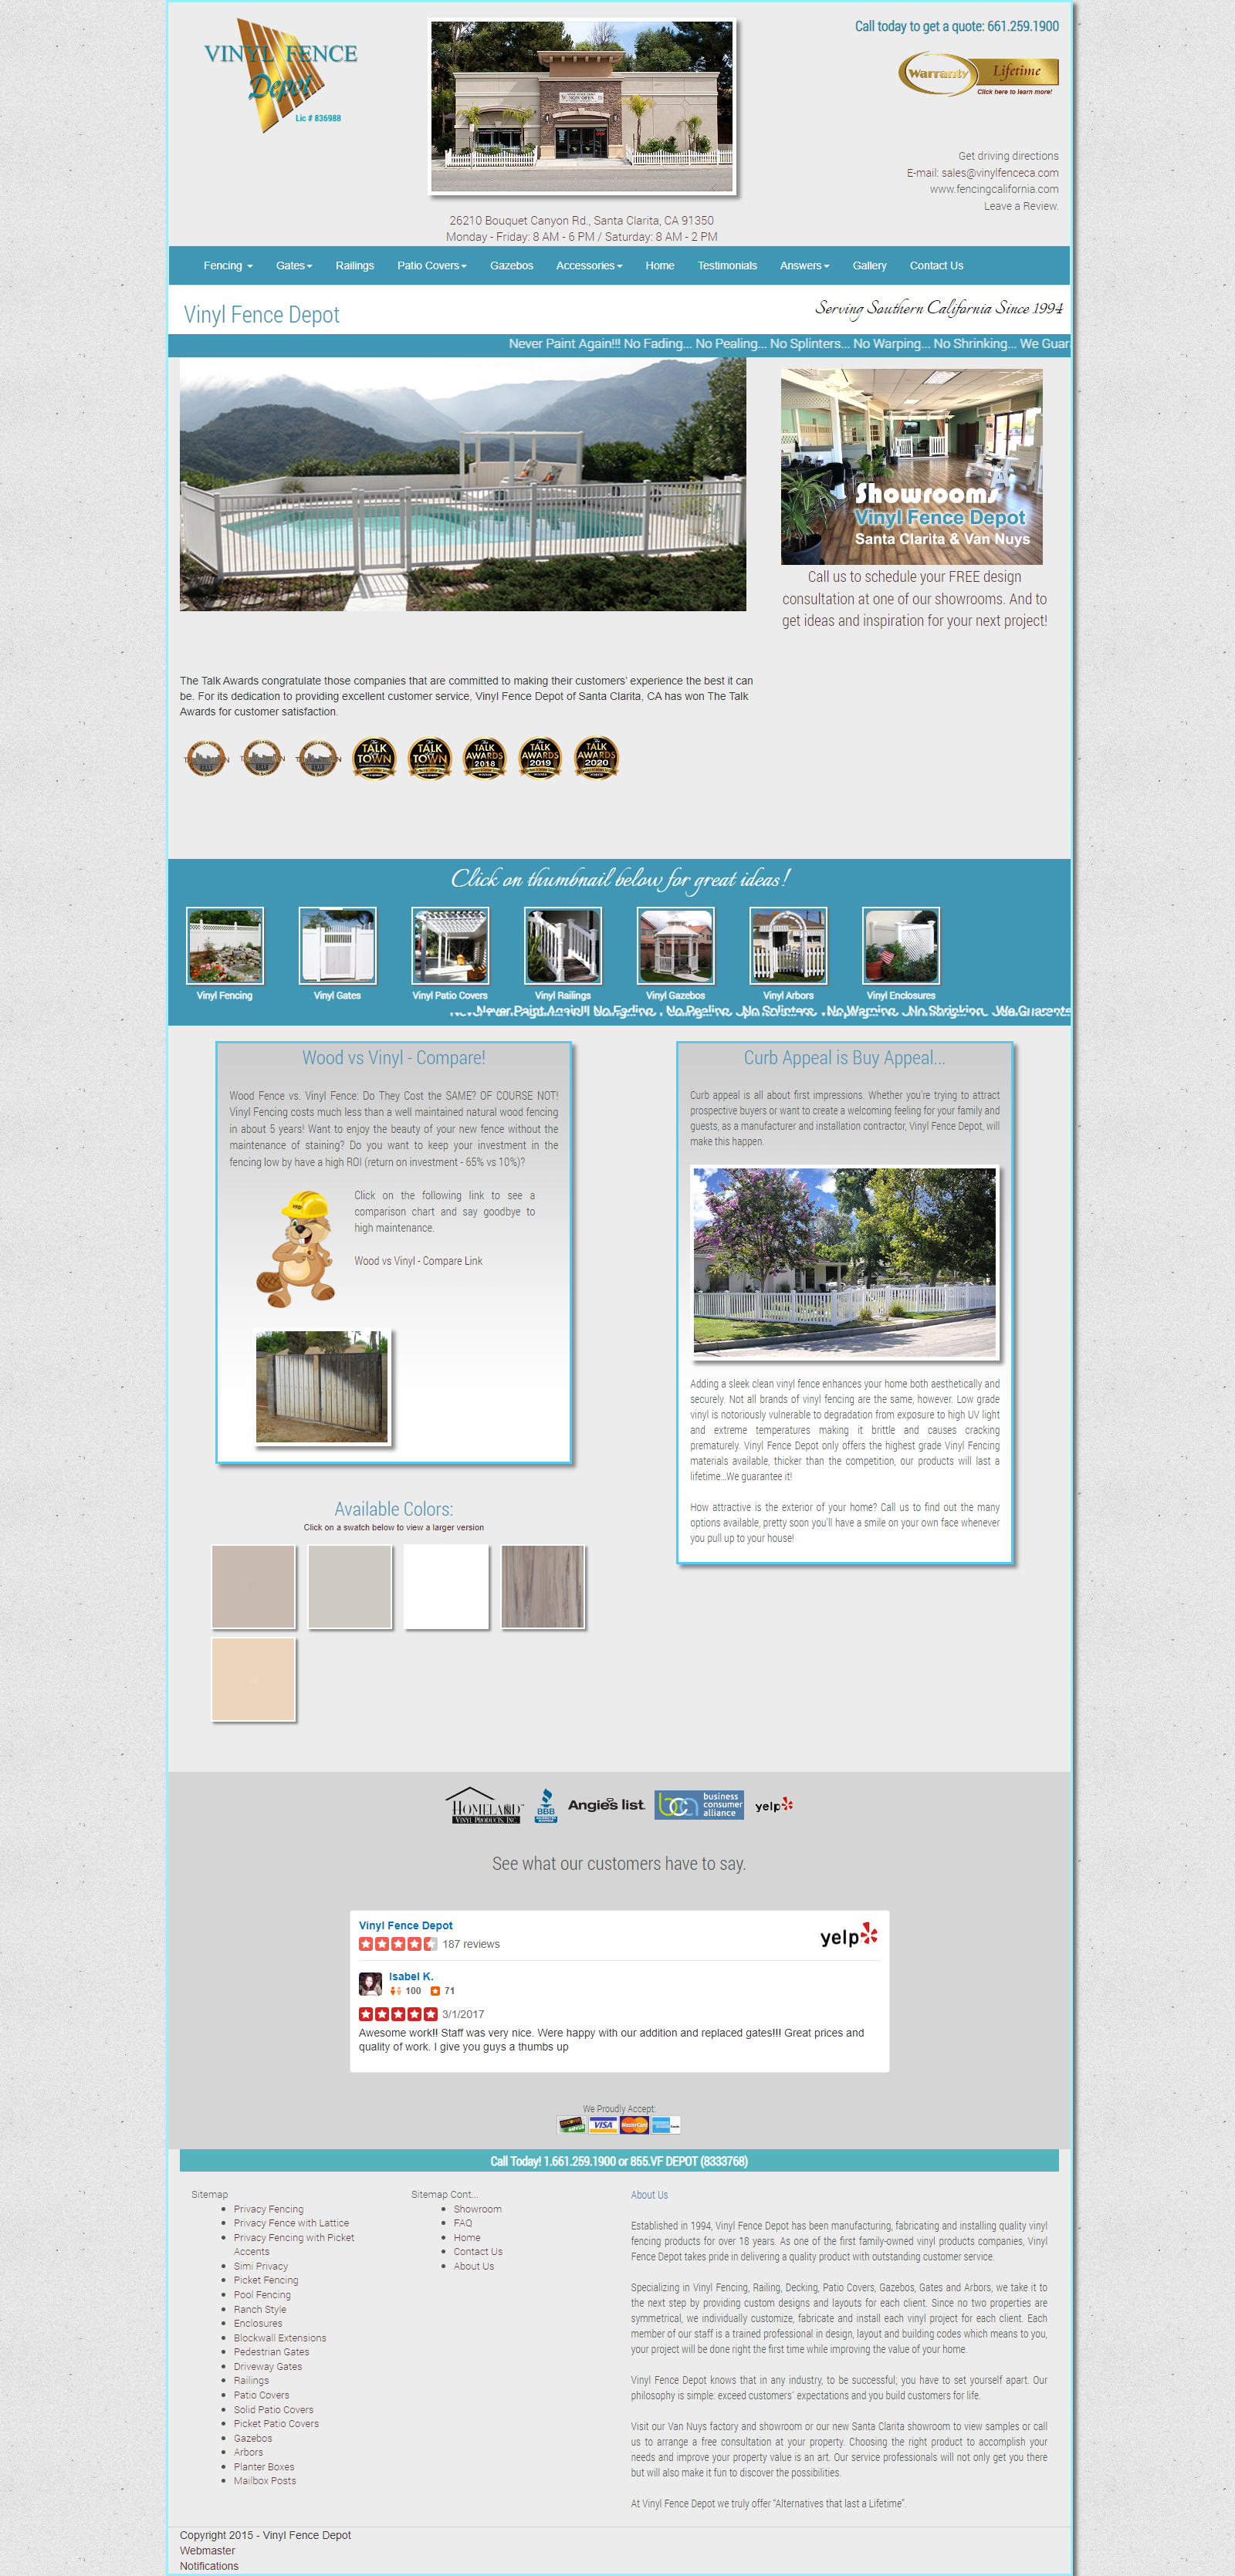 VINYL FENCE
Depot
Lic # 836988
Call today to get a quote: 661.259.1900
Warranty
Lifetime
Click here to learn more!
Get driving directions
E-mail: sales@vinylfenceca.com
www.fencingcalifornia.com
Leave a Review.
26210 Bouquet Canyon Rd., Santa Clarita, CA 91350
Monday - Friday: 8 AM - 6 PM / Saturday: 8 AM - 2 PM
Fencing Gates Railings Patio Covers Gazebos Accessories Home Testimonials Answers Gallery Contact Us
Vinyl Fence Depot
Serving Southern California Since 1994
Never Paint Again!!! No Fading... No Pealing... No Splinters... No Warping... No Shrinking... We Guar
Showrooms
Vinyl Fence Depot
Santa Clarita & Van Nuys
Call us to schedule your FREE design
consultation at one of our showrooms. And to
get ideas and inspiration for your next project!
The Talk Awards congratulate those companies that are committed to making their customers' experience the best it can
be. For its dedication to providing excellent customer service, Vinyl Fence Depot of Santa Clarita, CA has won The Talk
Awards for customer satisfaction.
TALK TOWN
TALK TOWN
TALK AWARDS 2018
TALK AWARDS 2019
TALK AWARDS 2020
Click on thumbnail below for great ideas!
Vinyl Fencing
Vinyl Gates
Vinyl Patio Covers
Vinyl Railings
Vinyl Gazebos
Vinyl Arbors
Vinyl Enclosures
Never Paint Again!!! No Fading... No Pealing... No Splinters... No Warping... No Shrinking... We Guarante
Wood vs Vinyl - Compare!
Wood Fence vs. Vinyl Fence: Do They Cost the SAME? OF COURSE NOT!
Vinyl Fencing costs much less than a well maintained natural wood fencing
in about 5 years! Want to enjoy the beauty of your new fence without the
maintenance of staining? Do you want to keep your investment in the
fencing low by have a high ROI (return on investment - 65% vs 10%)?
Click on the following link to see a
comparison chart and say goodbye to
high maintenance.
Wood vs Vinyl - Compare Link
Curb Appeal is Buy Appeal...
Curb appeal is all about first impressions. Whether you're trying to attract
prospective buyers or want to create a welcoming feeling for your family and
guests, as a manufacturer and installation contractor, Vinyl Fence Depot, will
make this happen.
Adding a sleek clean vinyl fence enhances your home both aesthetically and
securely. Not all brands of vinyl fencing are the same, however. Low grade
vinyl is notoriously vulnerable to degradation from exposure to high UV light
and extreme temperatures making it brittle and causes cracking
prematurely. Vinyl Fence Depot only offers the highest grade Vinyl Fencing
materials available, thicker than the competition, our products will last a
lifetime...We guarantee it!
How attractive is the exterior of your home? Call us to find out the many
options available, pretty soon you'll have a smile on your own face whenever
you pull up to your house!
Available Colors:
Click on a swatch below to view a larger version
HOMELAND
VINYL PRODUCTS, INC.
BBB
Angie's list.
bca business consumer alliance
yelp
See what our customers have to say.
Vinyl Fence Depot
187 reviews
yelp
Isabel K.
100 71
3/1/2017
Awesome work!! Staff was very nice. Were happy with our addition and replaced gates!!! Great prices and
quality of work. I give you guys a thumbs up
We Proudly Accept:
VISA MasterCard
Call Today! 1.661.259.1900 or 855.VF DEPOT (8333768)
Sitemap
Privacy Fencing
Privacy Fence with Lattice
Privacy Fencing with Picket
Accents
Simi Privacy
Picket Fencing
Pool Fencing
Ranch Style
Enclosures
Blockwall Extensions
Pedestrian Gates
Driveway Gates
Railings
Patio Covers
Solid Patio Covers
Picket Patio Covers
Gazebos
Arbors
Planter Boxes
Mailbox Posts
Sitemap Cont...
Showroom
FAQ
Home
Contact Us
About Us
About Us
Established in 1994, Vinyl Fence Depot has been manufacturing, fabricating and installing quality vinyl
fencing products for over 18 years. As one of the first family-owned vinyl products companies, Vinyl
Fence Depot takes pride in delivering a quality product with outstanding customer service.
Specializing in Vinyl Fencing, Railing, Decking, Patio Covers, Gazebos, Gates and Arbors, we take it to
the next step by providing custom designs and layouts for each client. Since no two properties are
symmetrical, we individually customize, fabricate and install each vinyl project for each client. Each
member of our staff is a trained professional in design, layout and building codes which means to you,
your project will be done right the first time while improving the value of your home.
Vinyl Fence Depot knows that in any industry, to be successful; you have to set yourself apart. Our
philosophy is simple: exceed customers' expectations and you build customers for life.
Visit our Van Nuys factory and showroom or our new Santa Clarita showroom to view samples or call
us to arrange a free consultation at your property. Choosing the right product to accomplish your
needs and improve your property value is an art. Our service professionals will not only get you there
but will also make it fun to discover the possibilities.
At Vinyl Fence Depot we truly offer "Alternatives that last a Lifetime".
Copyright 2015 - Vinyl Fence Depot
Webmaster
Notifications